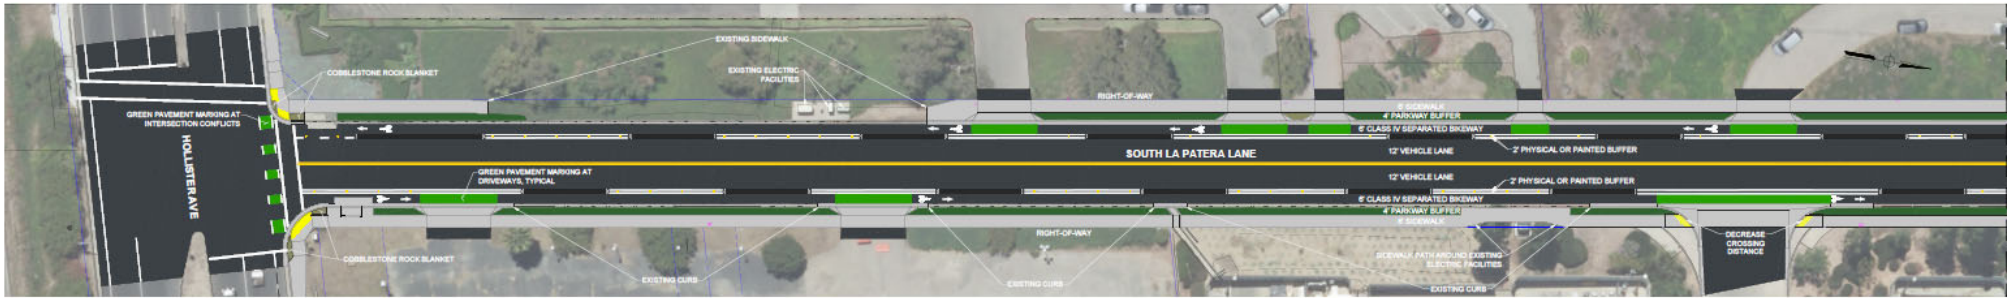 EXISTING SIDEWALK
COBBLESTONE ROCK BLANKET
EXISTING ELECTRIC
FACILITIES
RIGHT-OF-WAY
6' SIDEWALK
4' PARKWAY BUFFER
6' CLASS IV SEPARATED BIKEWAY
GREEN PAVEMENT MARKING AT
INTERSECTION CONFLICTS
HOLLISTER AVE
SOUTH LA PATERA LANE
12' VEHICLE LANE
2' PHYSICAL OR PAINTED BUFFER
GREEN PAVEMENT MARKING AT
DRIVEWAYS, TYPICAL
12' VEHICLE LANE
2' PHYSICAL OR PAINTED BUFFER
6' CLASS IV SEPARATED BIKEWAY
4' PARKWAY BUFFER
6' SIDEWALK
RIGHT-OF-WAY
DECREASE
CROSSING
DISTANCE
COBBLESTONE ROCK BLANKET
SIDEWALK PATH AROUND EXISTING
ELECTRIC FACILITIES
EXISTING CURB
EXISTING CURB
EXISTING CURB